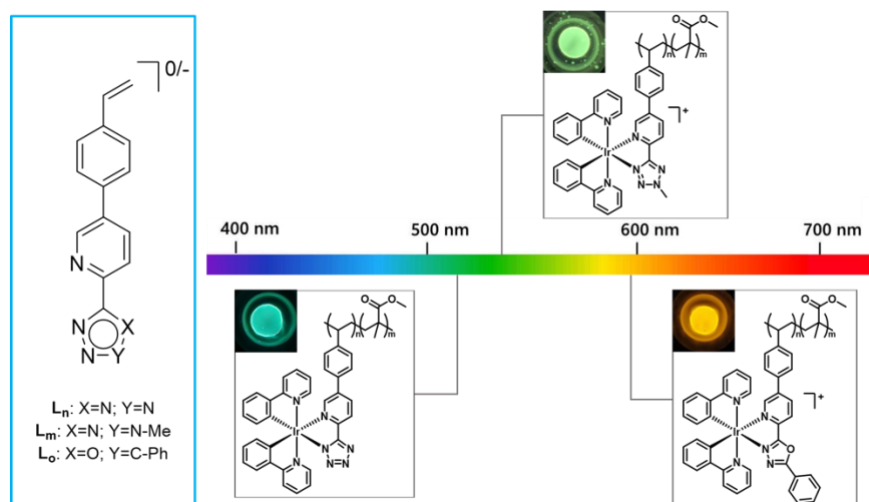 0/-
N
N X
N Y
Ln: X=N; Y=N
Lm: X=N; Y=N-Me
Lo: X=O; Y=C-Ph
O
O
n m
N
+
N
Ir
N N
N N
N
400 nm 500 nm 600 nm 700 nm
O
O
n m
N
N
Ir
N N
N N
N
O
O
n m
N
+
N
Ir
N O
N
N